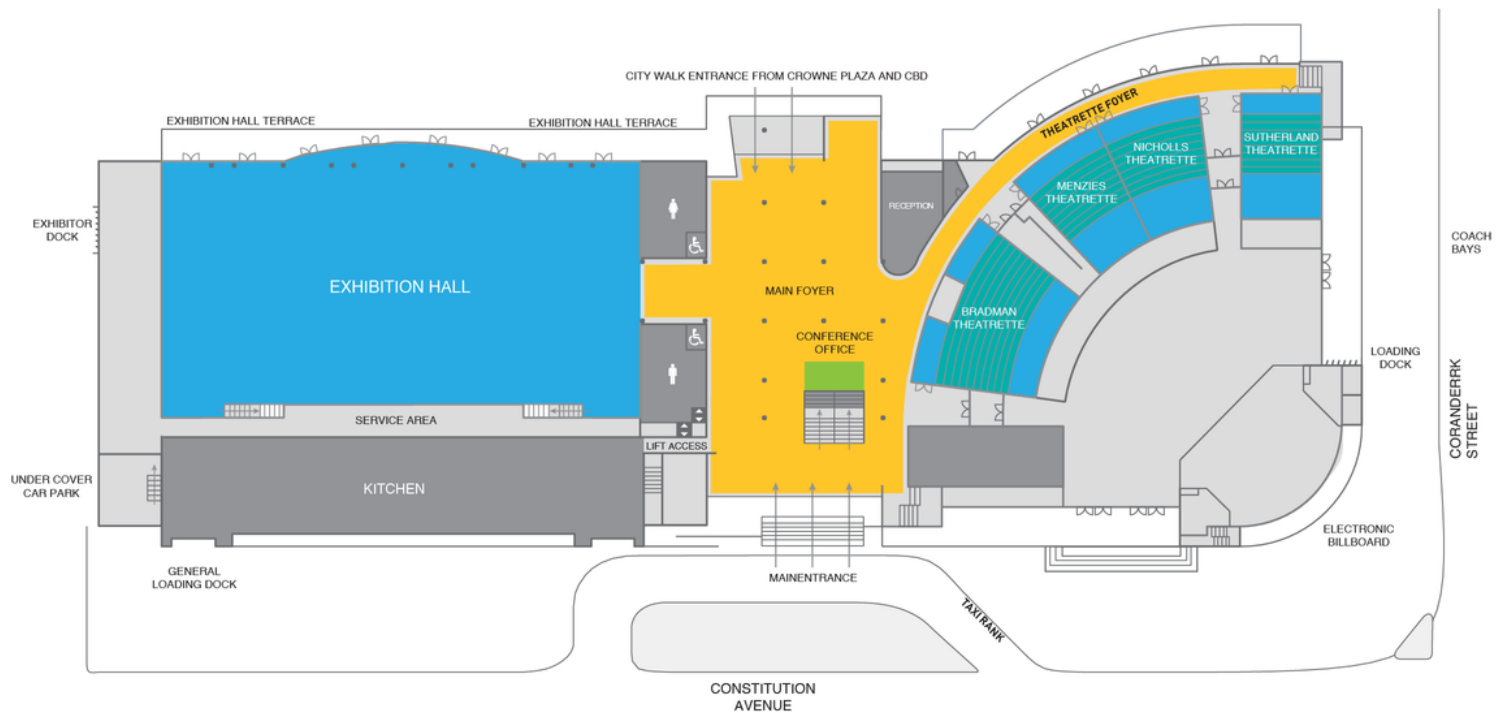 CITY WALK ENTRANCE FROM CROWNE PLAZA AND CBD
EXHIBITION HALL TERRACE
EXHIBITION HALL TERRACE
THEATRETTE FOYER
NICHOLLS
THEATRETTE
SUTHERLAND
THEATRETTE
MENZIES
THEATRETTE
RECEPTION
EXHIBITOR
DOCK
COACH
BAYS
EXHIBITION HALL
MAIN FOYER
BRADMAN
THEATRETTE
CONFERENCE
OFFICE
LOADING
DOCK
CORANDERRK
STREET
SERVICE AREA
LIFT ACCESS
UNDER COVER
CAR PARK
KITCHEN
ELECTRONIC
BILLBOARD
GENERAL
LOADING DOCK
MAINENTRANCE
TAXI RANK
CONSTITUTION
AVENUE